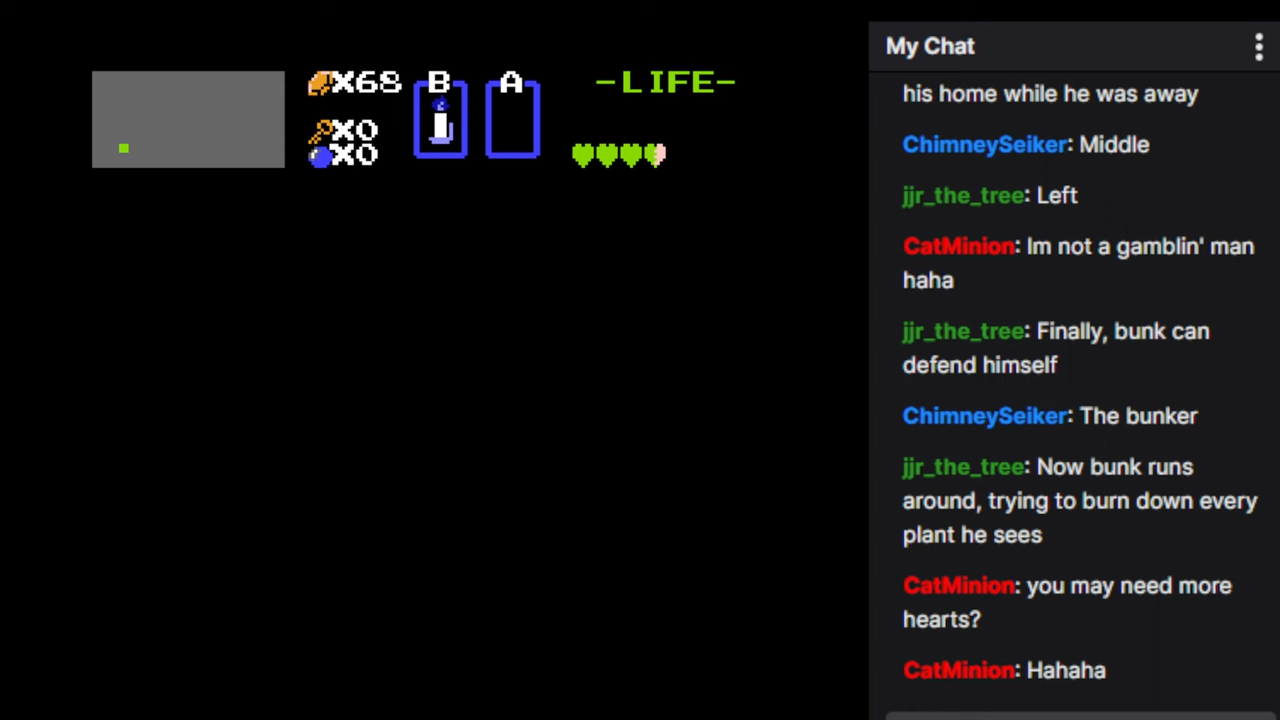 X68
B
A
-LIFE-
X0
X0
My Chat
his home while he was away
ChimneySeiker: Middle
jjr_the_tree: Left
CatMinion: Im not a gamblin' man
haha
jjr_the_tree: Finally, bunk can
defend himself
ChimneySeiker: The bunker
jjr_the_tree: Now bunk runs
around, trying to burn down every
plant he sees
CatMinion: you may need more
hearts?
CatMinion: Hahaha